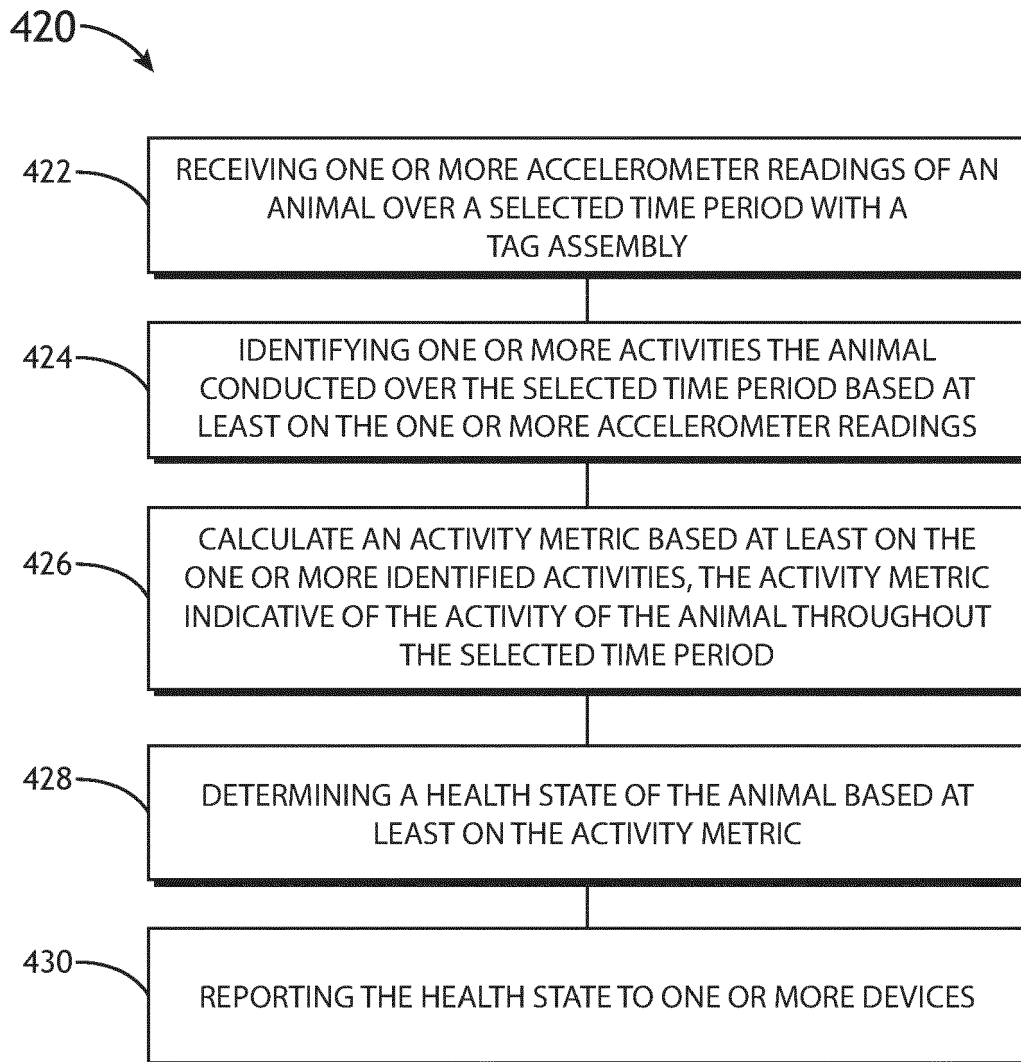 420
422
RECEIVING ONE OR MORE ACCELEROMETER READINGS OF AN
ANIMAL OVER A SELECTED TIME PERIOD WITH A
TAG ASSEMBLY
424
IDENTIFYING ONE OR MORE ACTIVITIES THE ANIMAL
CONDUCTED OVER THE SELECTED TIME PERIOD BASED AT
LEAST ON THE ONE OR MORE ACCELEROMETER READINGS
426
CALCULATE AN ACTIVITY METRIC BASED AT LEAST ON THE
ONE OR MORE IDENTIFIED ACTIVITIES, THE ACTIVITY METRIC
INDICATIVE OF THE ACTIVITY OF THE ANIMAL THROUGHOUT
THE SELECTED TIME PERIOD
428
DETERMINING A HEALTH STATE OF THE ANIMAL BASED AT
LEAST ON THE ACTIVITY METRIC
430
REPORTING THE HEALTH STATE TO ONE OR MORE DEVICES